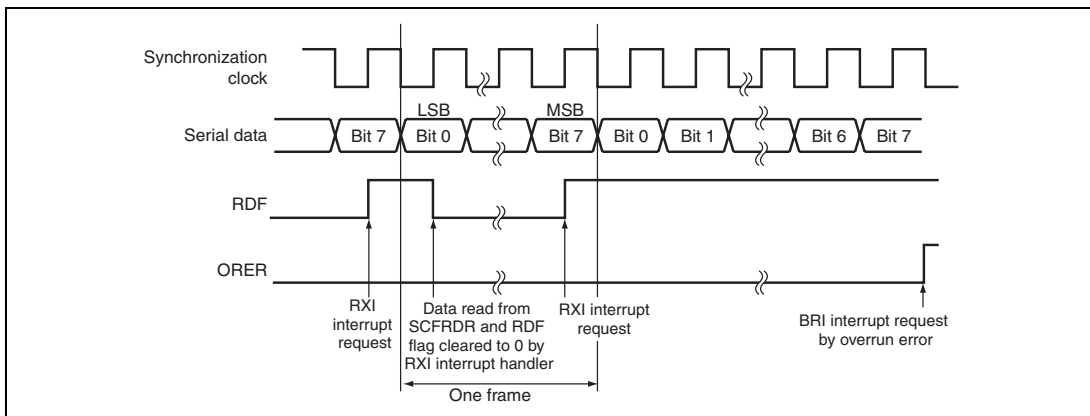 Synchronization
clock
LSB
MSB
Serial data
Bit 7
Bit 0
Bit 7
Bit 0
Bit 1
Bit 6
Bit 7
RDF
ORER
RXI
interrupt
request
Data read from
SCFRDR and RDF
flag cleared to 0 by
RXI interrupt handler
RXI interrupt
request
BRI interrupt request
by overrun error
One frame